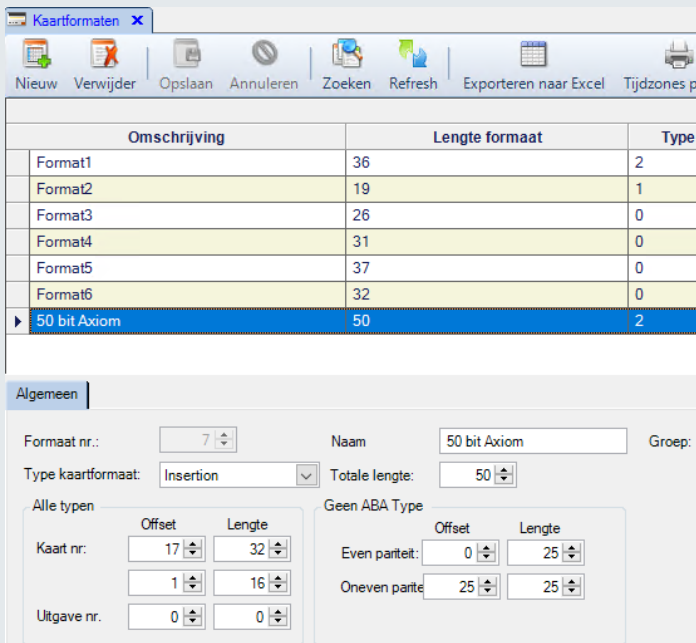 Kaartformaten X
Nieuw Verwijder Opslaan Annuleren Zoeken Refresh Exporteren naar Excel Tijdzones p
Omschrijving Lengte formaat Type
Format1 36 2
Format2 19 1
Format3 26 0
Format4 31 0
Format5 37 0
Format6 32 0
50 bit Axiom 50 2
Algemeen
Formaat nr.: 7 Naam 50 bit Axiom Groep:
Type kaartformaat: Insertion Totale lengte: 50
Alle typen Geen ABA Type
Offset Lengte Offset Lengte
Kaart nr: 17 32 Even pariteit: 0 25
1 16 Oneven parite 25 25
Uitgave nr. 0 0